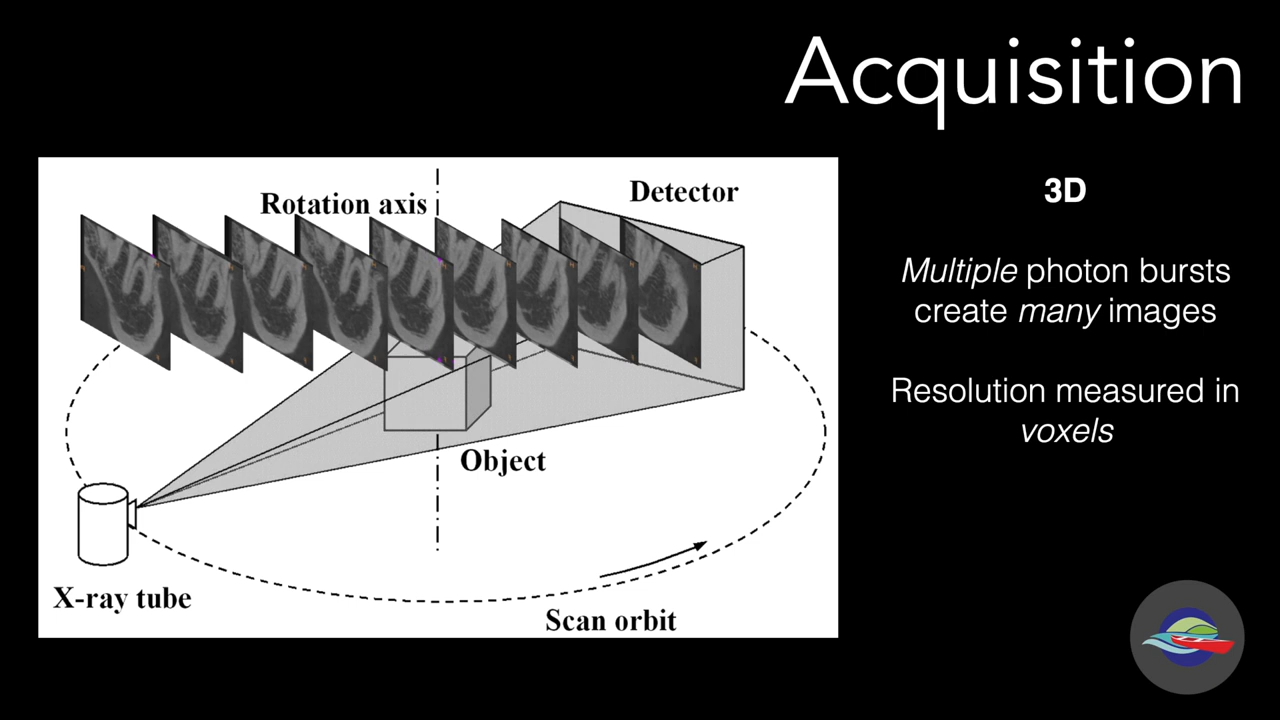 Acquisition
Rotation axis
Detector
Object
X-ray tube
Scan orbit
3D
Multiple photon bursts
create many images
Resolution measured in
voxels